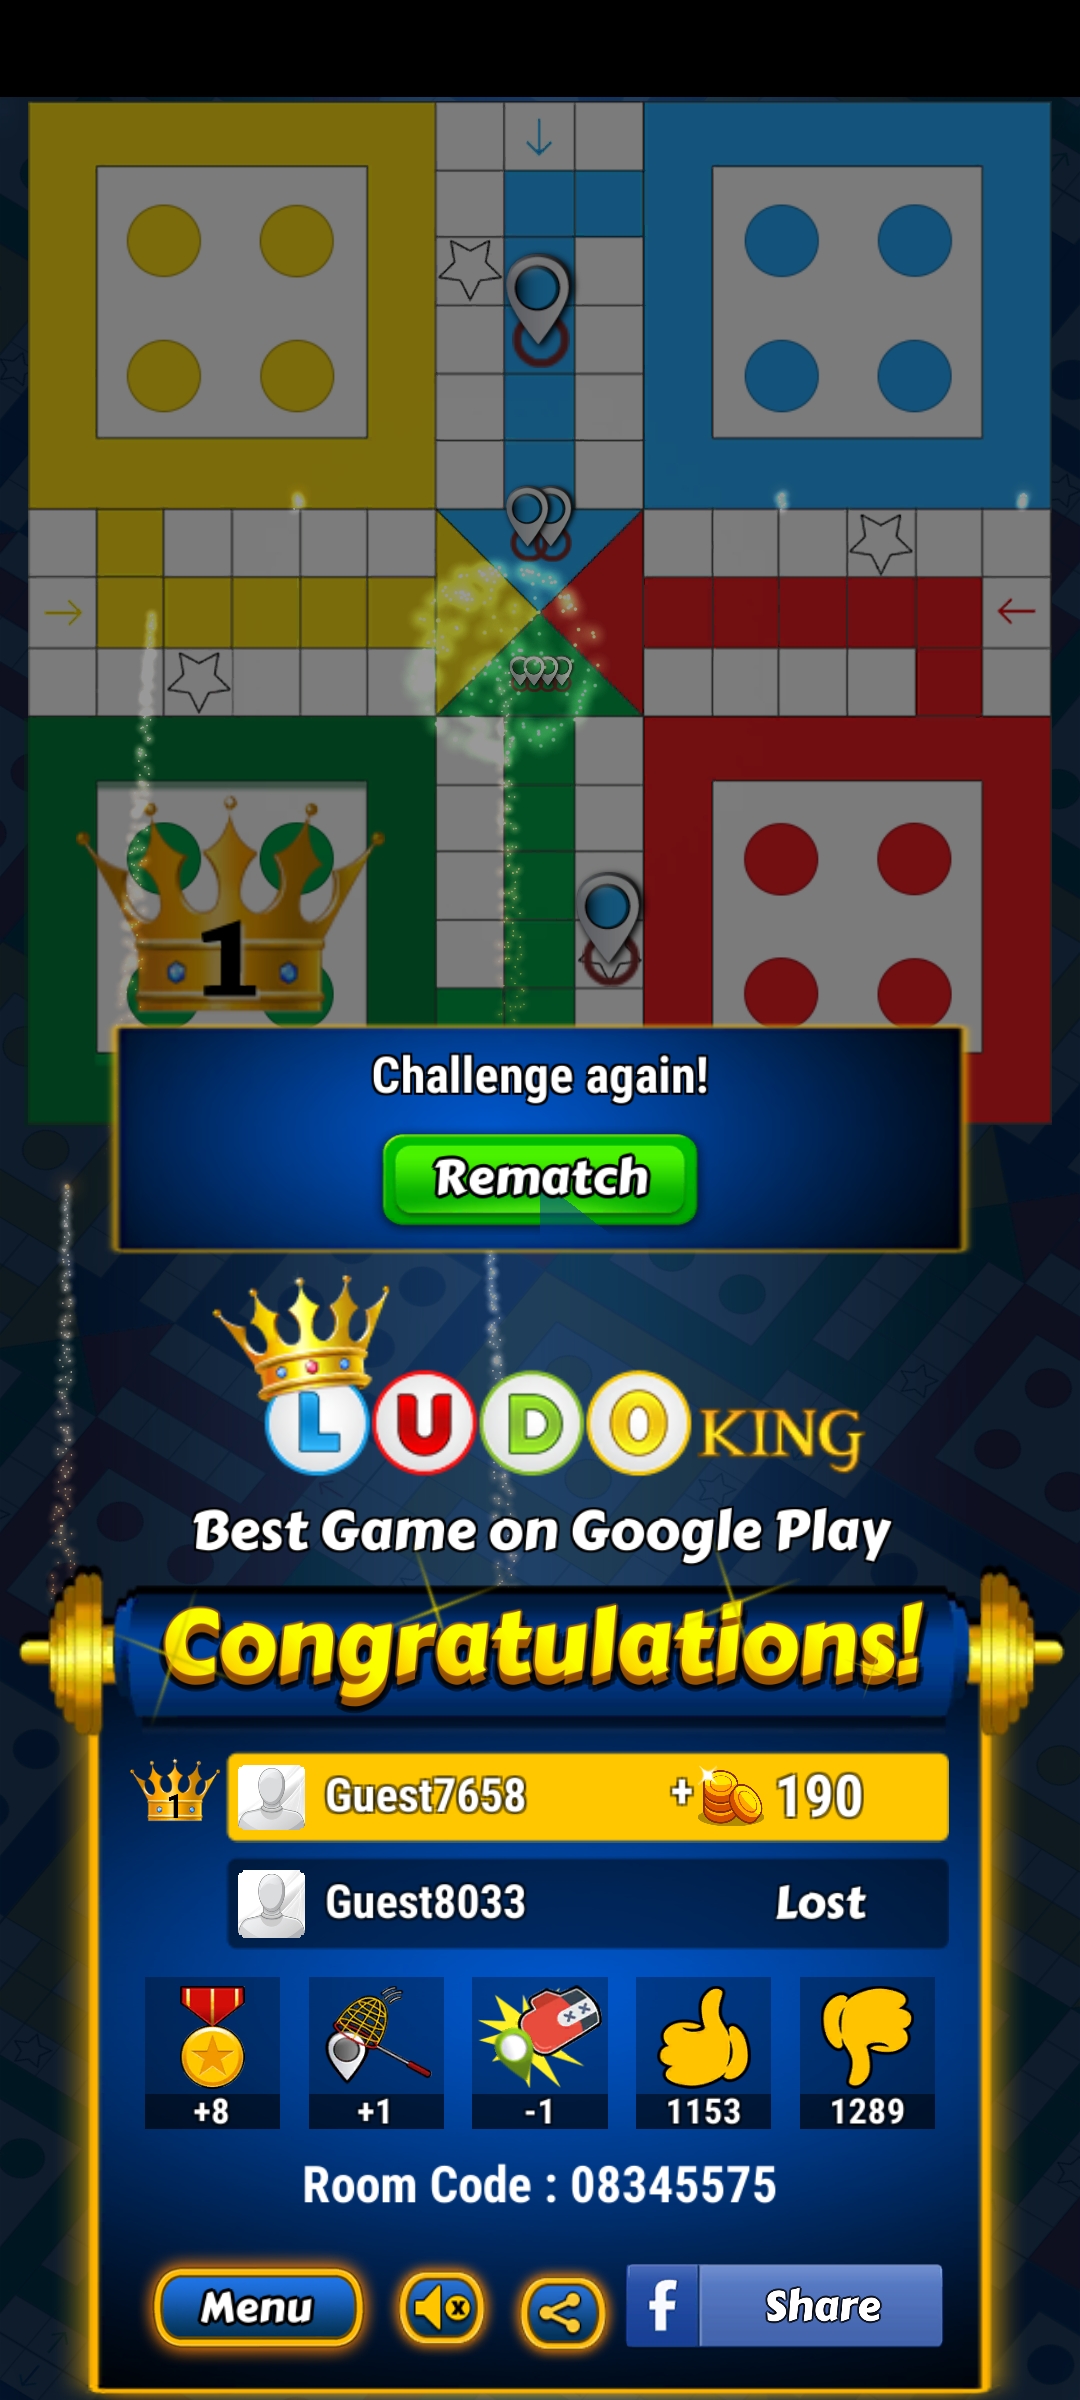 1
Challenge again!
Rematch
LUDO KING
Best Game on Google Play
Congratulations!
1 Guest7658 + 190
Guest8033 Lost
+8 +1 -1 1153 1289
Room Code : 08345575
Menu f Share